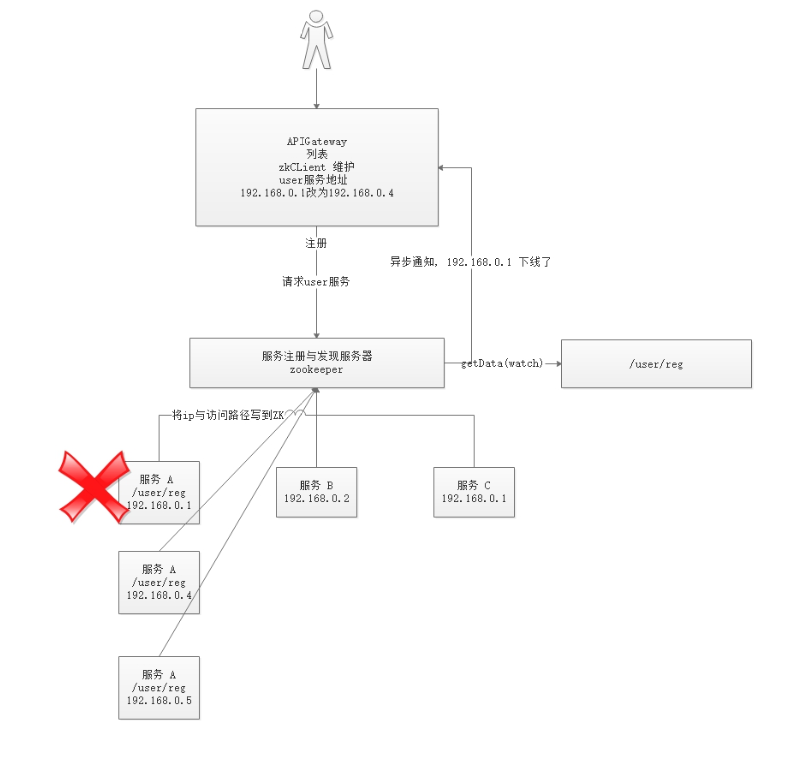 APIGateway
列表
zkCLient 维护
user服务地址
192.168.0.1改为192.168.0.4
注册
异步通知, 192.168.0.1 下线了
请求user服务
服务注册与发现服务器
zookeeper
getData(watch)
/user/reg
将ip与访问路径写到ZK
服务 A
/user/reg
192.168.0.1
服务 B
192.168.0.2
服务 C
192.168.0.1
服务 A
/user/reg
192.168.0.4
服务 A
/user/reg
192.168.0.5